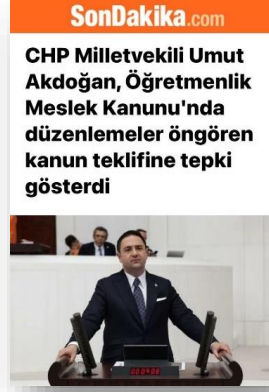 SonDakika.com
CHP Milletvekili Umut
Akdoğan, Öğretmenlik
Meslek Kanunu'nda
düzenlemeler öngören
kanun teklifine tepki
gösterdi